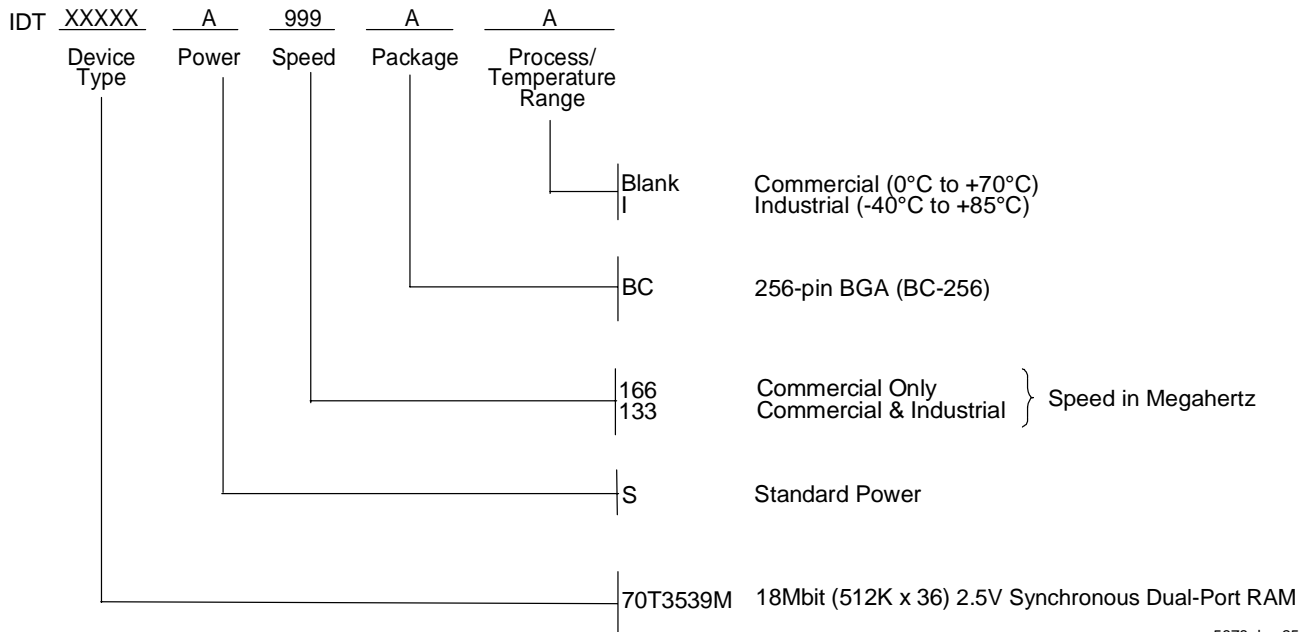 IDT XXXXX A 999 A A
Device Type Power Speed Package Process/ Temperature Range
Blank Commercial (0°C to +70°C)
I Industrial (-40°C to +85°C)
BC 256-pin BGA (BC-256)
166 Commercial Only
133 Commercial & Industrial
Speed in Megahertz
S Standard Power
70T3539M 18Mbit (512K x 36) 2.5V Synchronous Dual-Port RAM